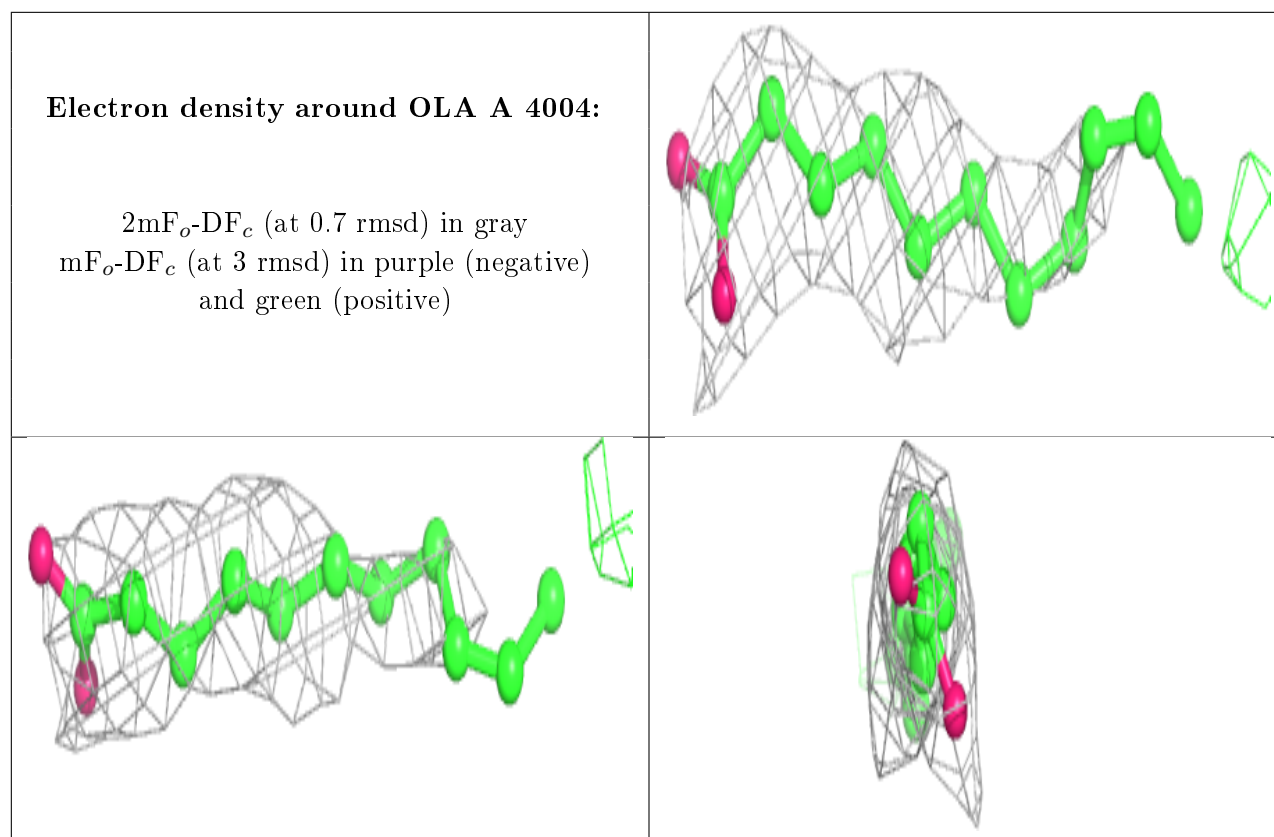 Electron density around OLA A 4004:
2mFo-DFc (at 0.7 rmsd) in gray
mFo-DFc (at 3 rmsd) in purple (negative)
and green (positive)